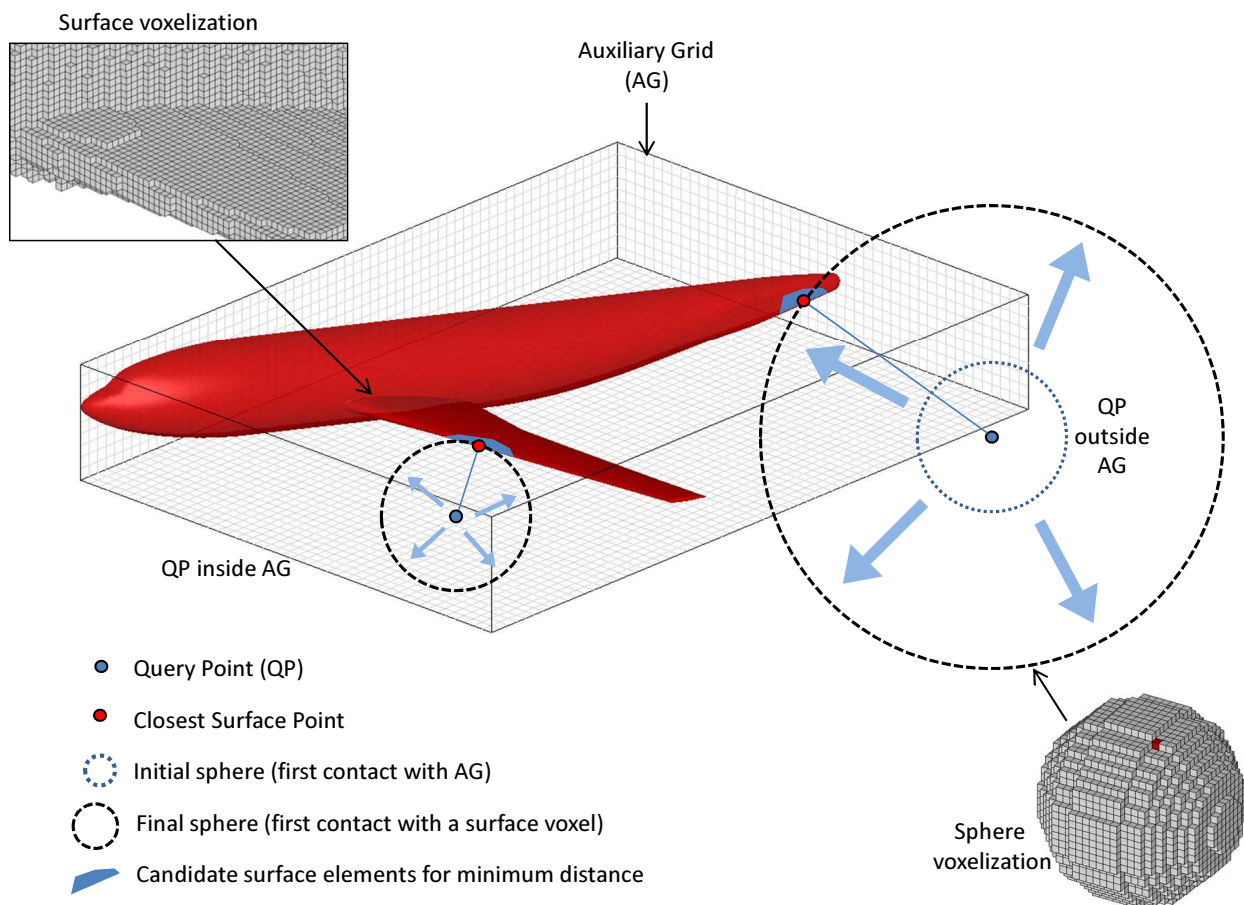 Surface voxelization
Auxiliary Grid
(AG)
QP
outside
AG
QP inside AG
Query Point (QP)
Closest Surface Point
Initial sphere (first contact with AG)
Final sphere (first contact with a surface voxel)
Candidate surface elements for minimum distance
Sphere
voxelization